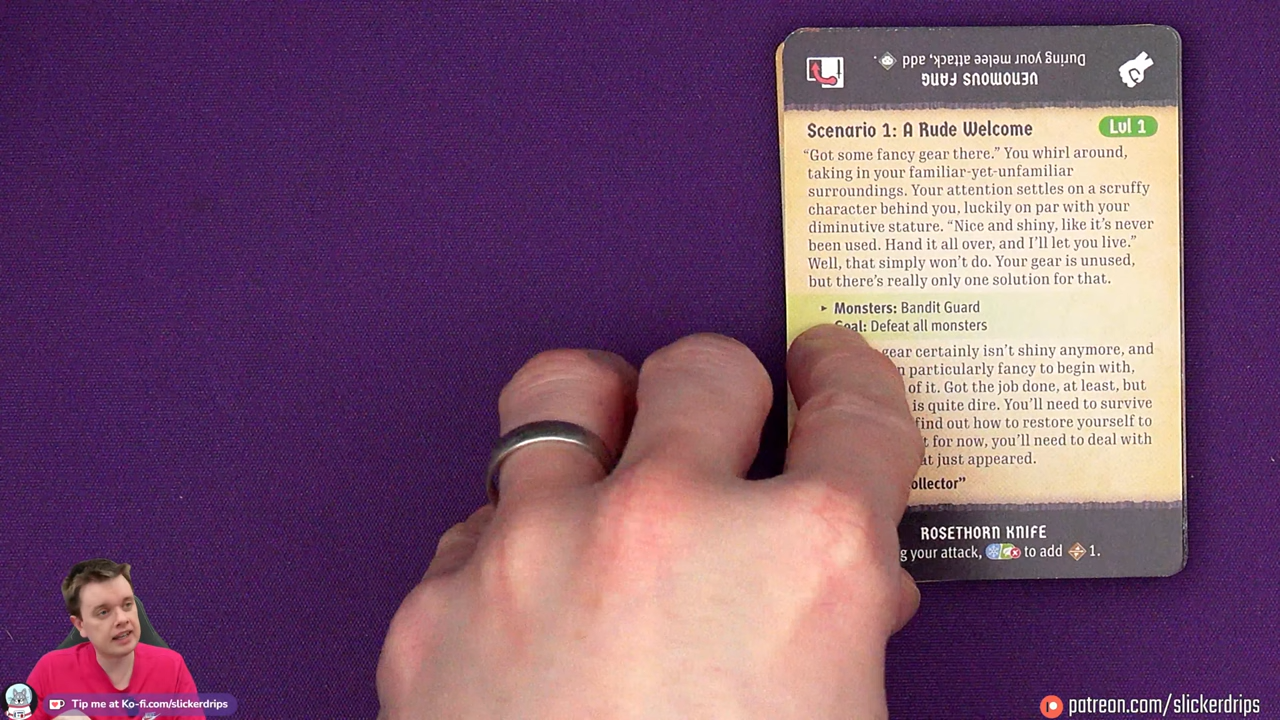 During your melee attack, add .
VENOMOUS FANG
Scenario 1: A Rude Welcome
Lvl 1
“Got some fancy gear there.” You whirl around,
taking in your familiar-yet-unfamiliar
surroundings. Your attention settles on a scruffy
character behind you, luckily on par with your
diminutive stature. “Nice and shiny, like it’s never
been used. Hand it all over, and I’ll let you live.”
Well, that simply won’t do. Your gear is unused,
but there’s really only one solution for that.
Monsters: Bandit Guard
Goal: Defeat all monsters
gear certainly isn’t shiny anymore, and
particularly fancy to begin with,
of it. Got the job done, at least, but
is quite dire. You’ll need to survive
find out how to restore yourself to
for now, you’ll need to deal with
just appeared.
ROSETHORN KNIFE
your attack, to add 1.
Tip me at Ko-fi.com/slickerdrips
patreon.com/slickerdrips